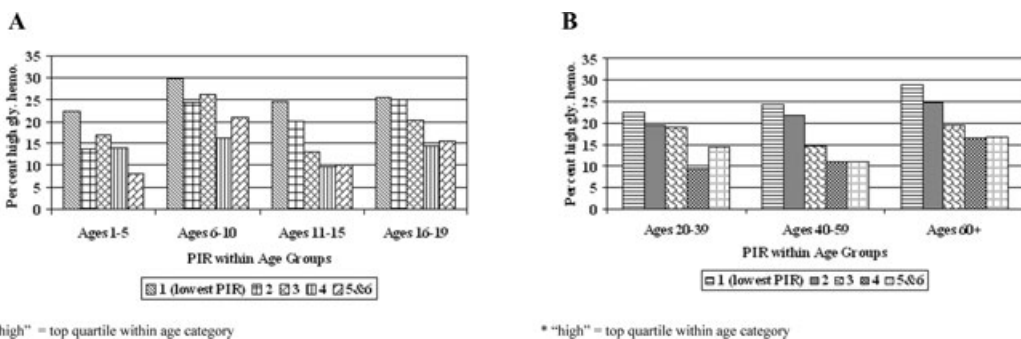 A
35
30
25
20
15
10
5
0
Percent high gly. hemo.
Ages 1-5 Ages 6-10 Ages 11-15 Ages 16-19
PIR within Age Groups
1 (lowest PIR) 2 3 4 5&6
high" = top quartile within age category
B
35
30
25
20
15
10
5
0
Percent high gly. hemo.
Ages 20-39 Ages 40-59 Ages 60+
PIR within Age Groups
1 (lowest PIR) 2 3 4 5&6
* "high" = top quartile within age category